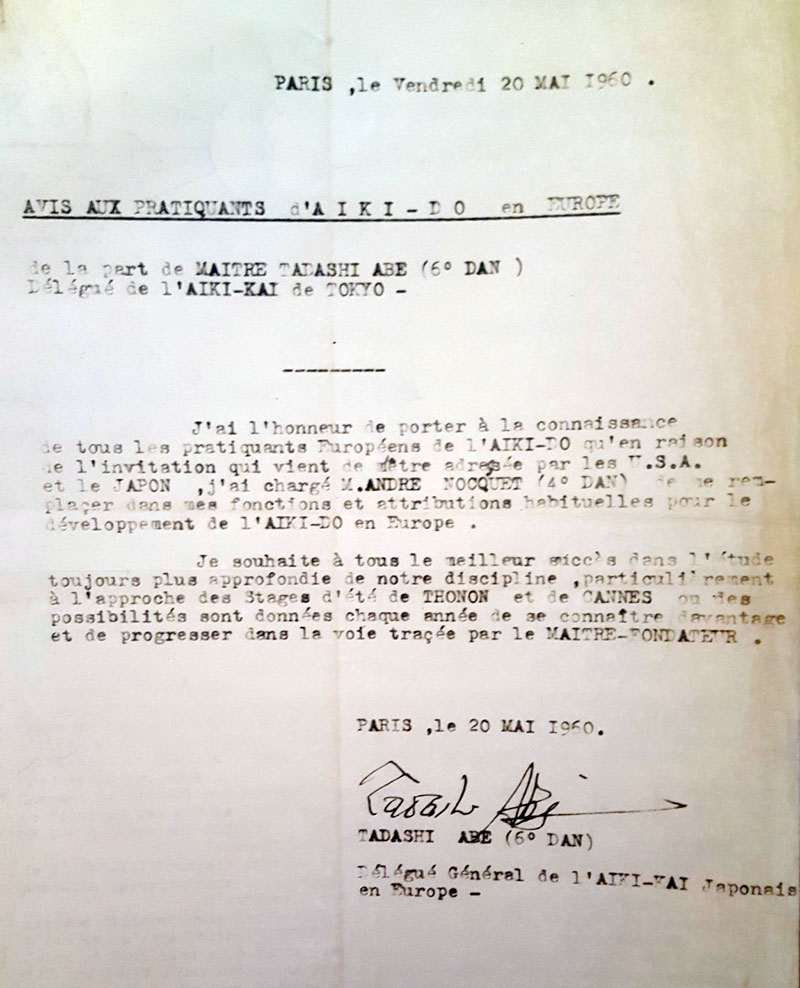 PARIS ,le Vendredi 20 MAI 1960 .
AVIS AUX PRATIQUANTS d'A I K I - D O en EUROPE
de la part de MAITRE TADASHI ABE (6° DAN )
Délégué de l'AIKI-KAI de TOKYO -
J'ai l'honneur de porter à la connaissance
de tous les pratiquants Européens de l'AIKI-DO qu'en raison
de l'invitation qui vient de m'être adressée par les U.S.A.
et le JAPON ,j'ai chargé M.ANDRE NOCQUET (4° DAN) de me rem-
plaçer dans mes fonctions et attributions habituelles pour le
développement de l'AIKI-DO en Europe .
Je souhaite à tous le meilleur succès dans l'étude
toujours plus approfondie de notre discipline ,particulièrement
à l'approche des Stages d'été de THONON et de CANNES ou des
possibilités sont données chaque année de se connaître davantage
et de progresser dans la voie traçée par le MAITRE-FONDATEUR .
PARIS ,le 20 MAI 1960.
Tadashi Abe
TADASHI ABE (6° DAN)
Délégué Général de l'AIKI-KAI Japonais
en Europe -